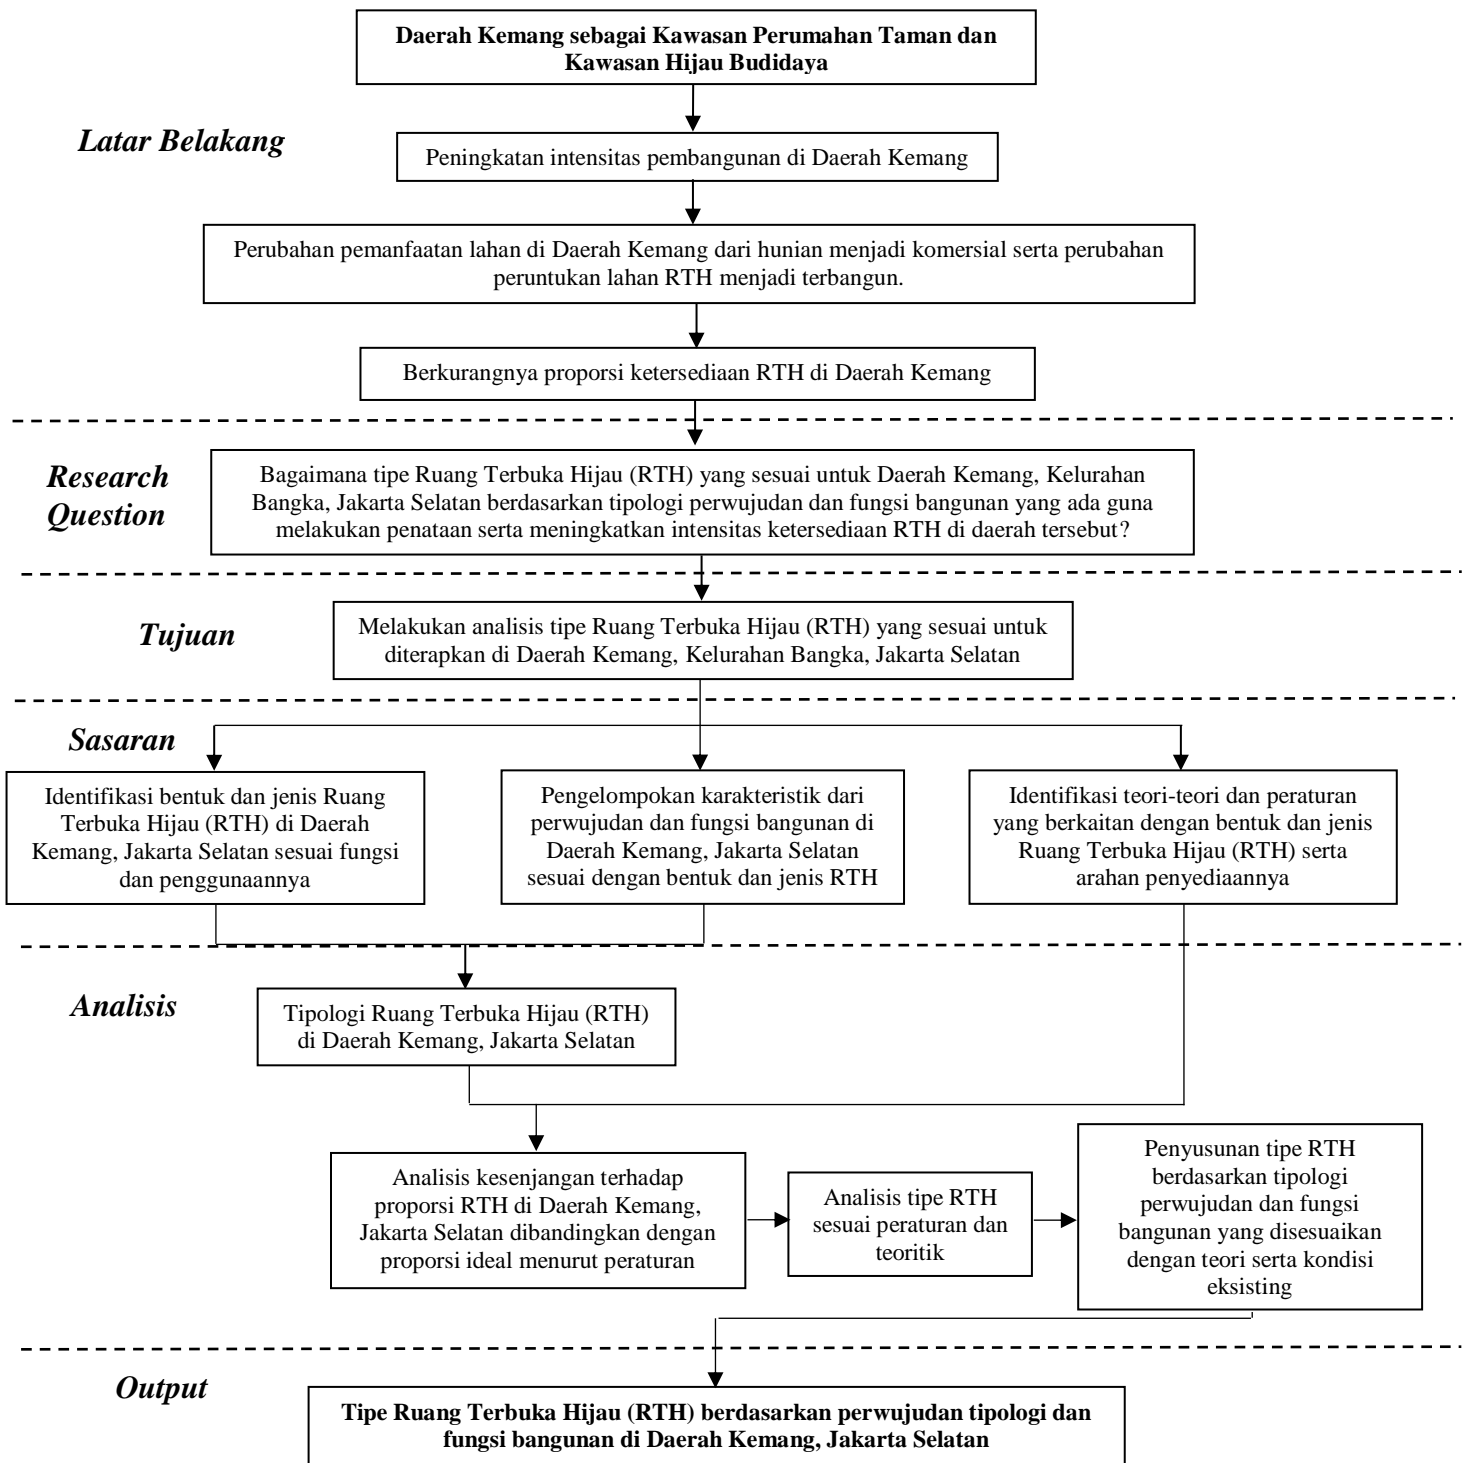 Daerah Kemang sebagai Kawasan Perumahan Taman dan
Kawasan Hijau Budidaya
Latar Belakang
Peningkatan intensitas pembangunan di Daerah Kemang
Perubahan pemanfaatan lahan di Daerah Kemang dari hunian menjadi komersial serta perubahan
peruntukan lahan RTH menjadi terbangun.
Berkurangnya proporsi ketersediaan RTH di Daerah Kemang
Research
Question
Bagaimana tipe Ruang Terbuka Hijau (RTH) yang sesuai untuk Daerah Kemang, Kelurahan
Bangka, Jakarta Selatan berdasarkan tipologi perwujudan dan fungsi bangunan yang ada guna
melakukan penataan serta meningkatkan intensitas ketersediaan RTH di daerah tersebut?
Tujuan
Melakukan analisis tipe Ruang Terbuka Hijau (RTH) yang sesuai untuk
diterapkan di Daerah Kemang, Kelurahan Bangka, Jakarta Selatan
Sasaran
Identifikasi bentuk dan jenis Ruang
Terbuka Hijau (RTH) di Daerah
Kemang, Jakarta Selatan sesuai fungsi
dan penggunaannya
Pengelompokan karakteristik dari
perwujudan dan fungsi bangunan di
Daerah Kemang, Jakarta Selatan
sesuai dengan bentuk dan jenis RTH
Identifikasi teori-teori dan peraturan
yang berkaitan dengan bentuk dan jenis
Ruang Terbuka Hijau (RTH) serta
arahan penyediaannya
Analisis
Tipologi Ruang Terbuka Hijau (RTH)
di Daerah Kemang, Jakarta Selatan
Analisis kesenjangan terhadap
proporsi RTH di Daerah Kemang,
Jakarta Selatan dibandingkan dengan
proporsi ideal menurut peraturan
Analisis tipe RTH
sesuai peraturan dan
teoritik
Penyusunan tipe RTH
berdasarkan tipologi
perwujudan dan fungsi
bangunan yang disesuaikan
dengan teori serta kondisi
eksisting
Output
Tipe Ruang Terbuka Hijau (RTH) berdasarkan perwujudan tipologi dan
fungsi bangunan di Daerah Kemang, Jakarta Selatan